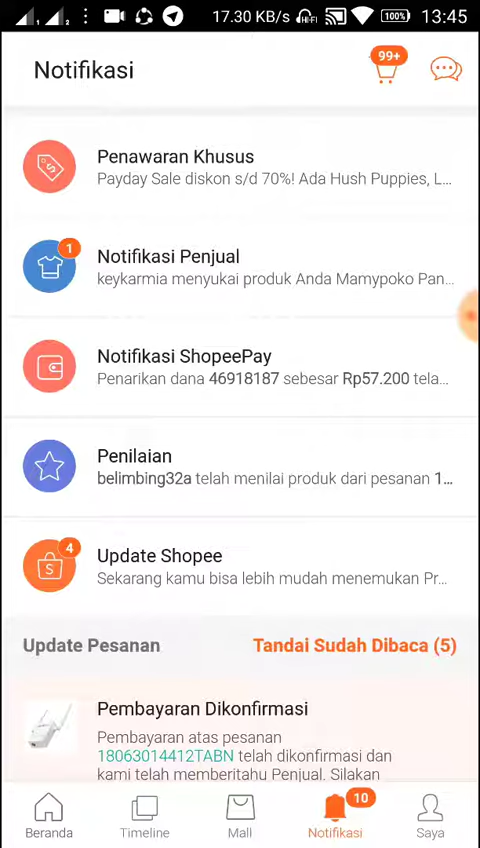 17.30 KB/s HI-FI 100% 13:45
Notifikasi
99+
Penawaran Khusus
Payday Sale diskon s/d 70%! Ada Hush Puppies, L...
1
Notifikasi Penjual
keykarmia menyukai produk Anda Mamypoko Pan...
Notifikasi ShopeePay
Penarikan dana 46918187 sebesar Rp57.200 tela...
Penilaian
belimbing32a telah menilai produk dari pesanan 1...
4
Update Shopee
Sekarang kamu bisa lebih mudah menemukan Pr...
Update Pesanan Tandai Sudah Dibaca (5)
Pembayaran Dikonfirmasi
Pembayaran atas pesanan
18063014412TABN telah dikonfirmasi dan
kami telah memberitahu Penjual. Silakan
10
Beranda Timeline Mall Notifikasi Saya